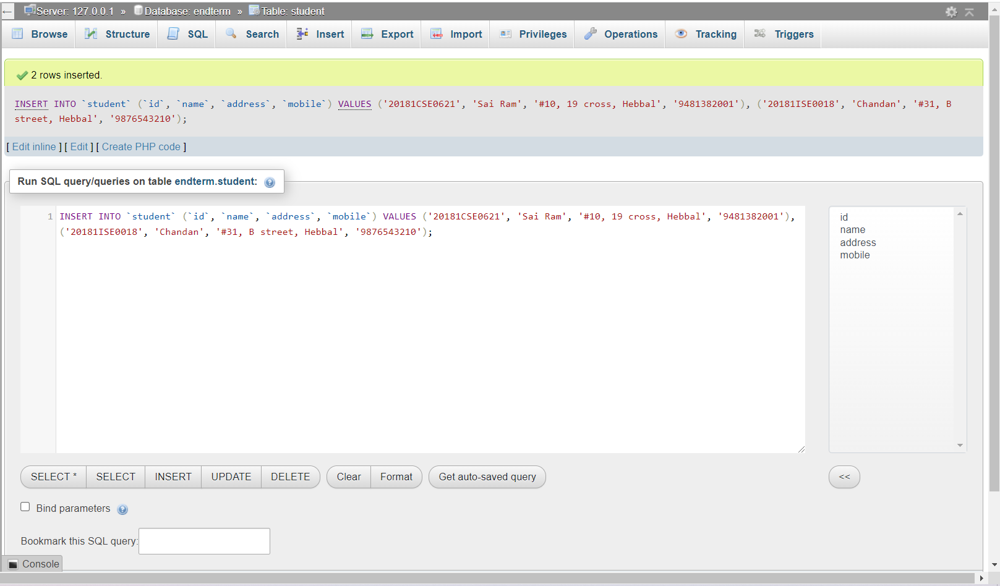 Server: 127.0.0.1 » Database: endterm » Table: student
Browse Structure SQL Search Insert Export Import Privileges Operations Tracking Triggers
2 rows inserted.
INSERT INTO `student` (`id`, `name`, `address`, `mobile`) VALUES ('20181CSE0621', 'Sai Ram', '#10, 19 cross, Hebbal', '9481382001'), ('20181ISE0018', 'Chandan', '#31, B
street, Hebbal', '9876543210');
[ Edit inline ] [ Edit ] [ Create PHP code ]
Run SQL query/queries on table endterm.student:
1 INSERT INTO `student` (`id`, `name`, `address`, `mobile`) VALUES ('20181CSE0621', 'Sai Ram', '#10, 19 cross, Hebbal', '9481382001'),
('20181ISE0018', 'Chandan', '#31, B street, Hebbal', '9876543210');
id
name
address
mobile
SELECT * SELECT INSERT UPDATE DELETE Clear Format Get auto-saved query <<
Bind parameters
Bookmark this SQL query:
Console